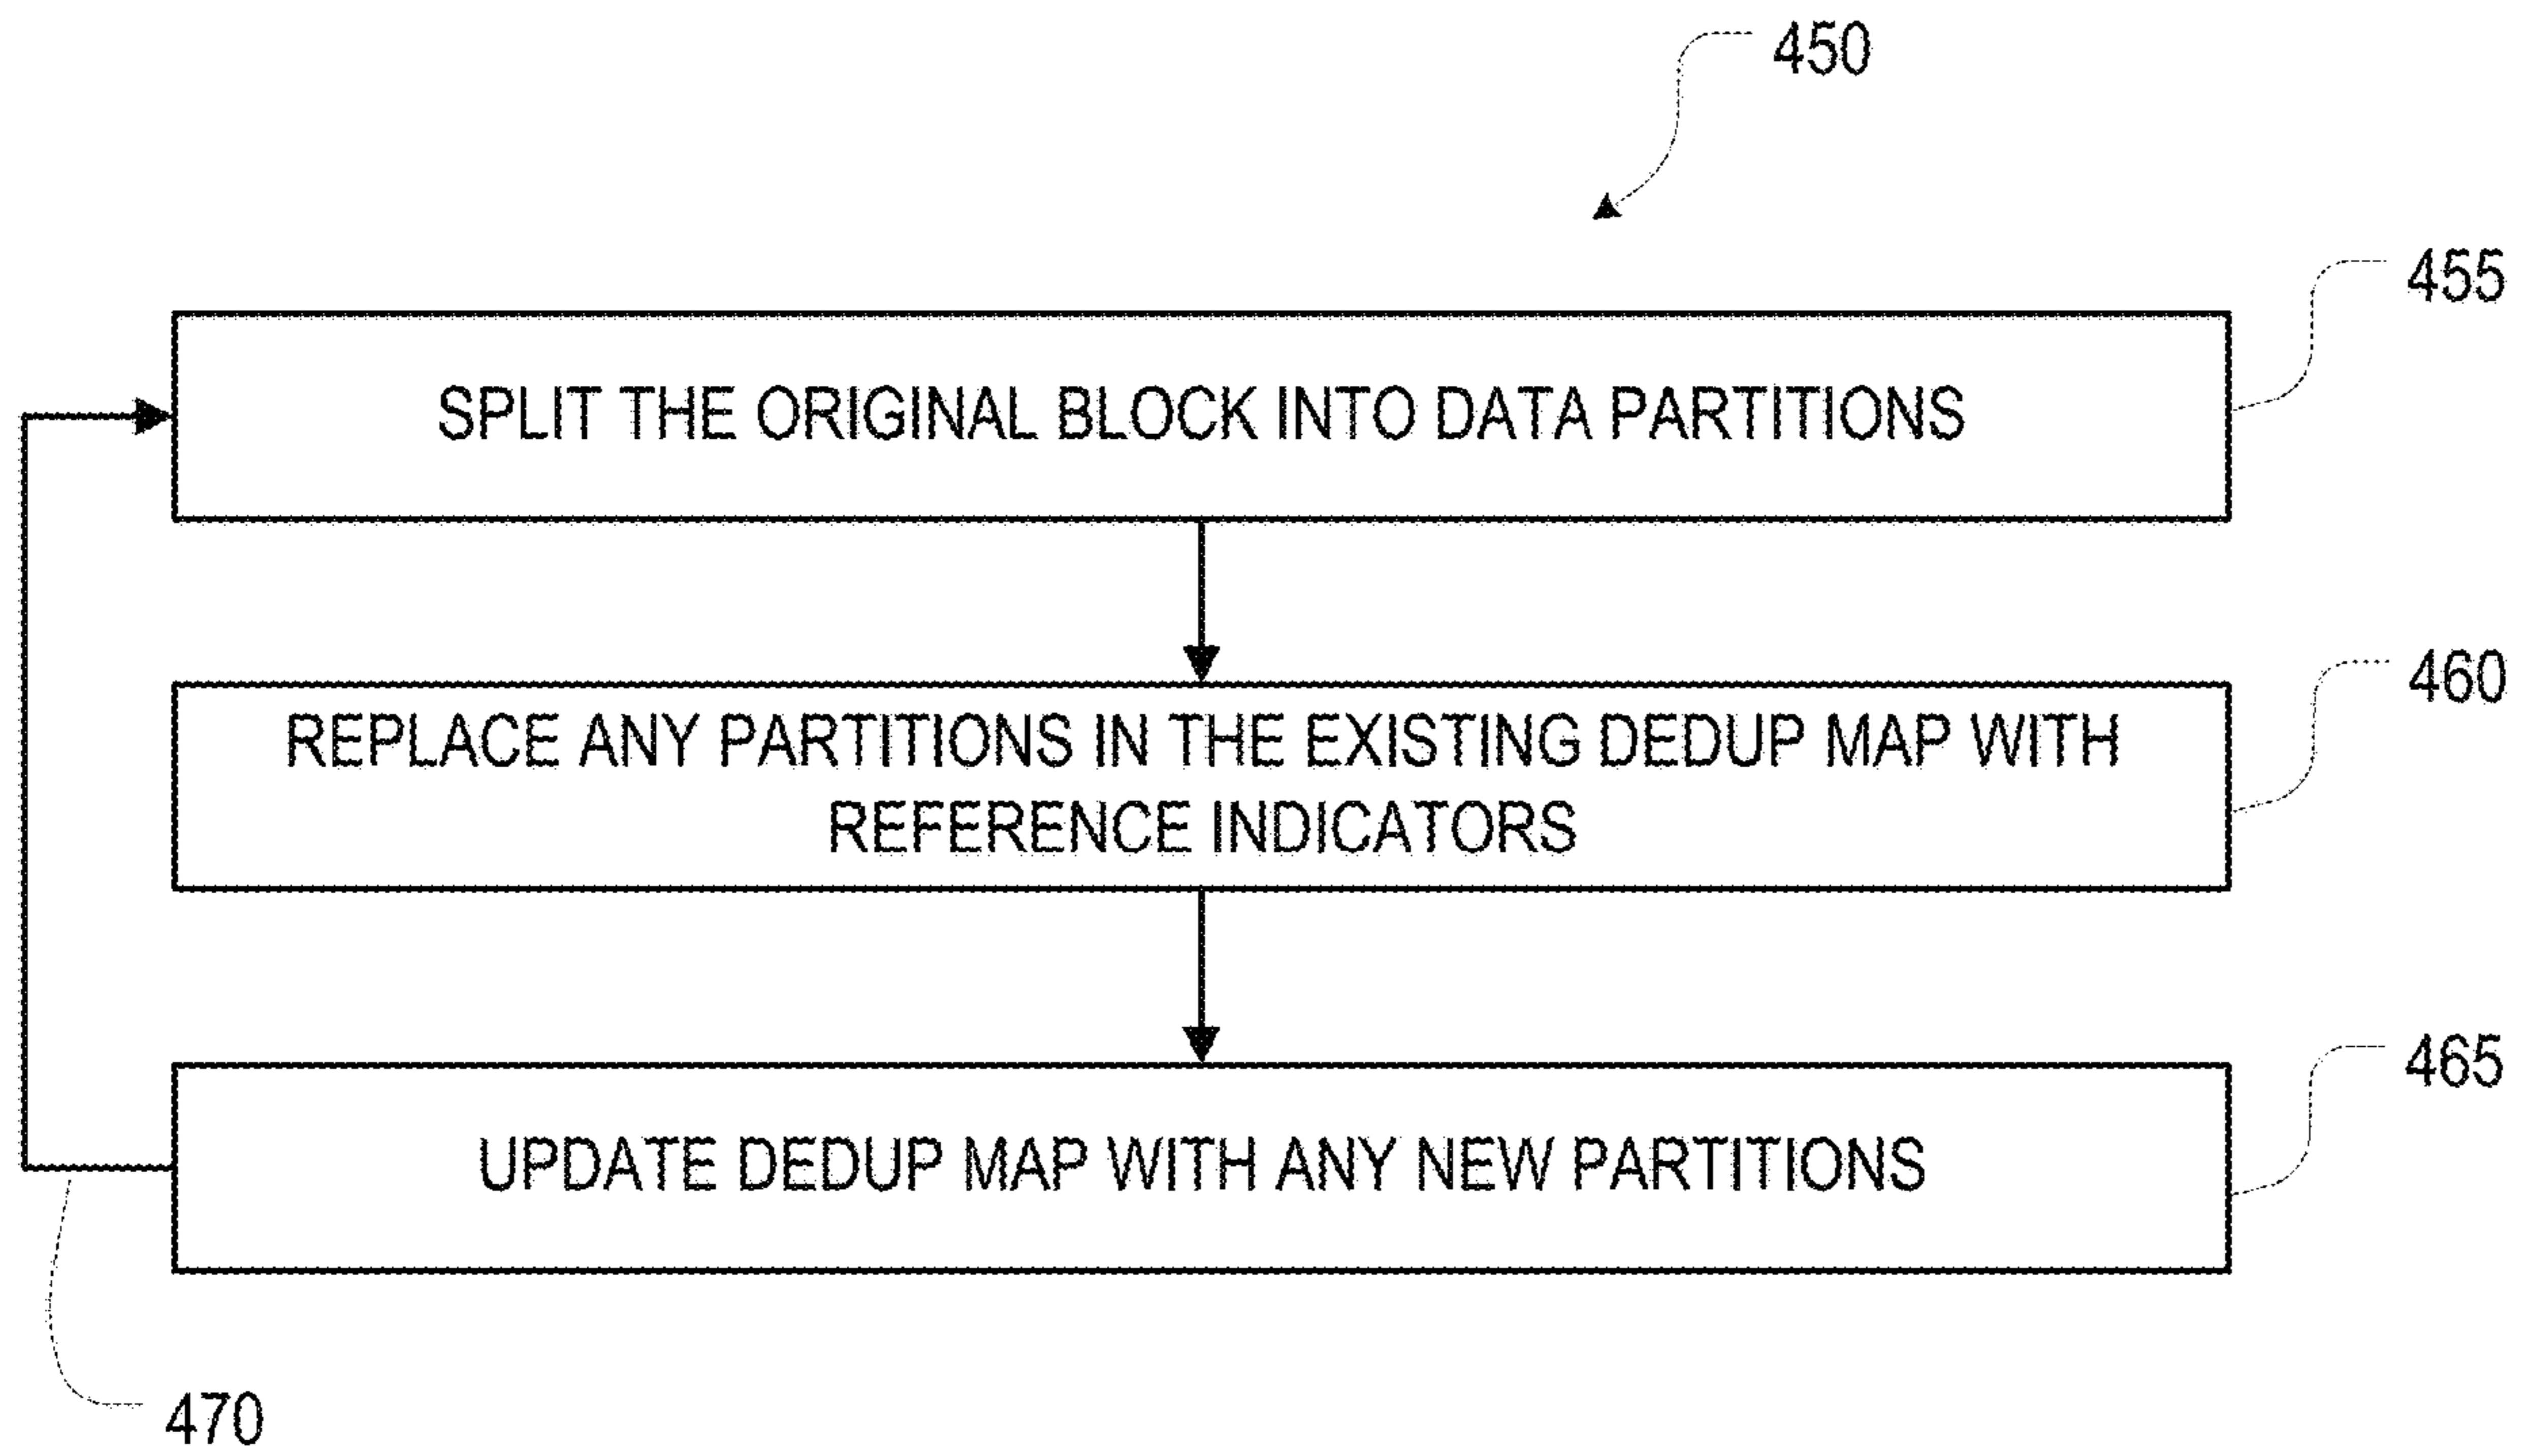 450
455
SPLIT THE ORIGINAL BLOCK INTO DATA PARTITIONS
460
REPLACE ANY PARTITIONS IN THE EXISTING DEDUP MAP WITH
REFERENCE INDICATORS
465
UPDATE DEDUP MAP WITH ANY NEW PARTITIONS
470